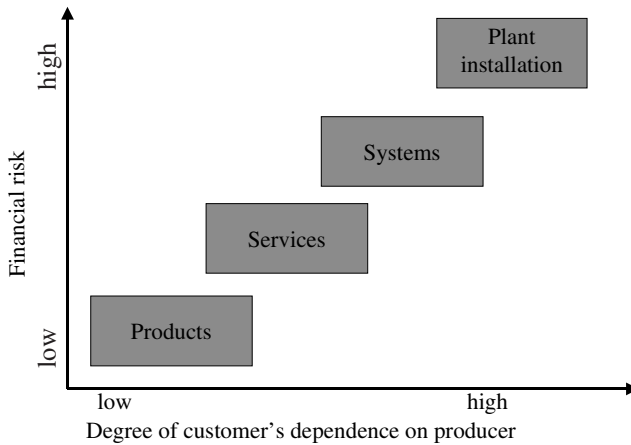 Plant
installation
high
Systems
Financial risk
Services
Products
low
low high
Degree of customer’s dependence on producer